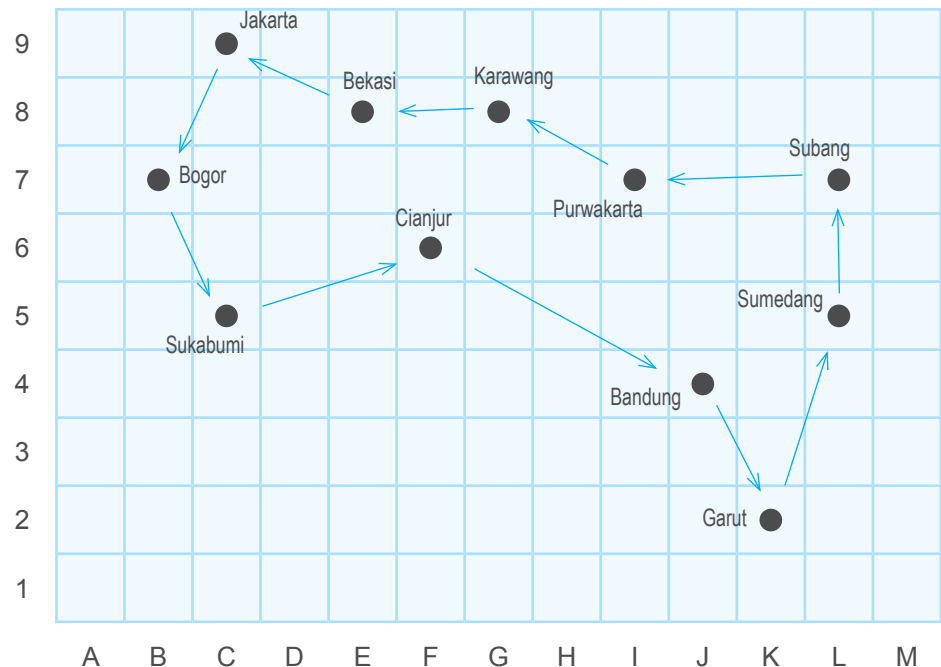 9
Jakarta
8
Bekasi
Karawang
7
Bogor
Subang
Purwakarta
6
Cianjur
5
Sukabumi
Sumedang
4
Bandung
3
2
Garut
1
A B C D E F G H I J K L M